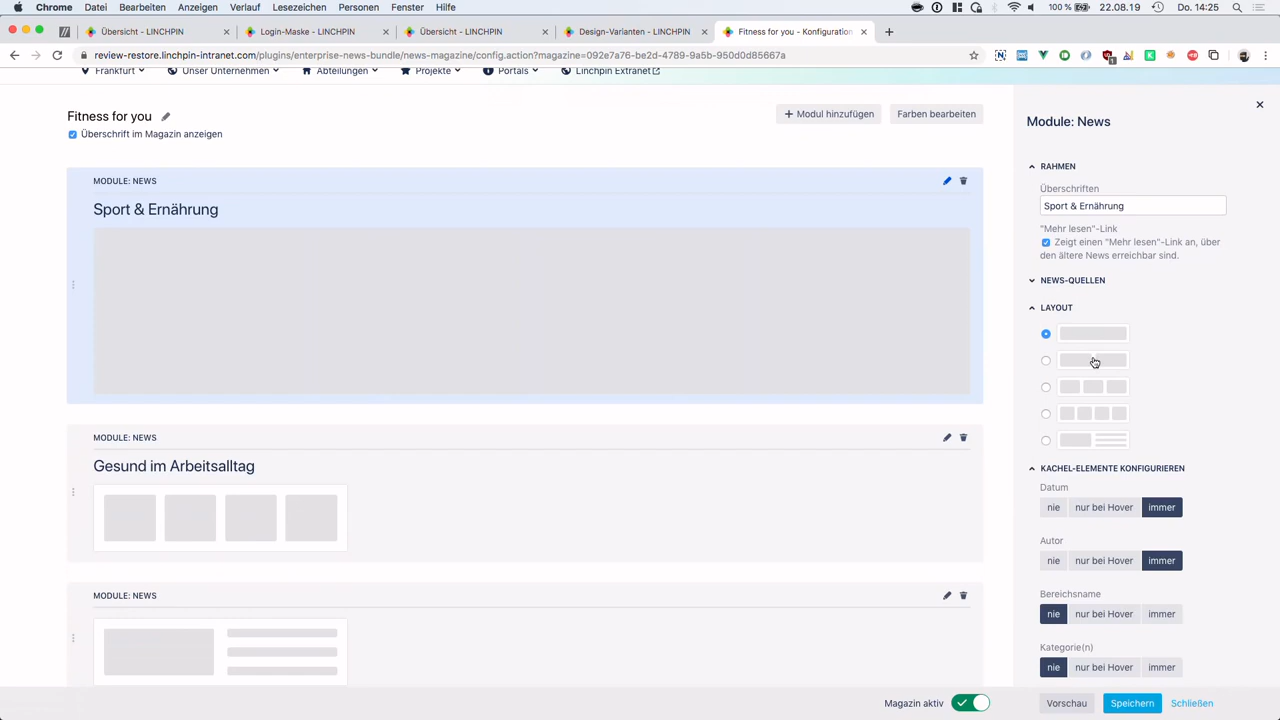 Chrome Datei Bearbeiten Anzeigen Verlauf Lesezeichen Personen Fenster Hilfe 100 % 22.08.19 Do. 14:25
Übersicht - LINCHPIN Login-Maske - LINCHPIN Übersicht - LINCHPIN Design-Varianten - LINCHPIN Fitness for you - Konfiguration
review-restore.linchpin-intranet.com/plugins/enterprise-news-bundle/news-magazine/config.action?magazine=092e7a76-be2d-4789-9a5b-950d0d85667a
Frankfurt Unser Unternehmen Abteilungen Projekte Portals Linchpin Extranet
Fitness for you
Überschrift im Magazin anzeigen
+ Modul hinzufügen
Farben bearbeiten
MODULE: NEWS
Sport & Ernährung
MODULE: NEWS
Gesund im Arbeitsalltag
MODULE: NEWS
Module: News
RAHMEN
Überschriften
Sport & Ernährung
"Mehr lesen"-Link
Zeigt einen "Mehr lesen"-Link an, über
den ältere News erreichbar sind.
NEWS-QUELLEN
LAYOUT
KACHEL-ELEMENTE KONFIGURIEREN
Datum
nie nur bei Hover immer
Autor
nie nur bei Hover immer
Bereichsname
nie nur bei Hover immer
Kategorie(n)
nie nur bei Hover immer
Magazin aktiv Vorschau Speichern Schließen